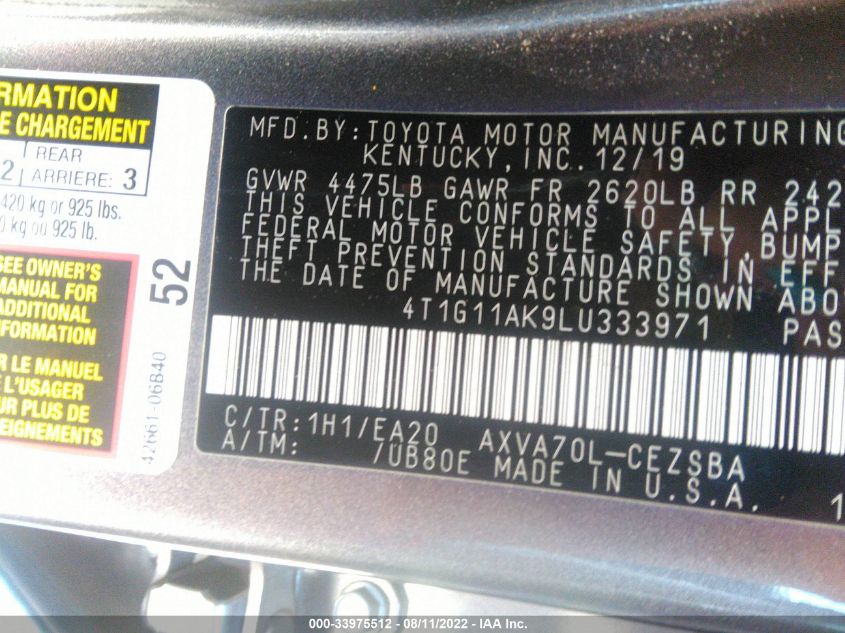 RMATION
E CHARGEMENT
2 REAR ARRIERE: 3
420 kg or 925 lbs.
0 kg ou 925 lb.
SEE OWNER'S
MANUAL FOR
ADDITIONAL
NFORMATION
R LE MANUEL
L'USAGER
UR PLUS DE
EIGNEMENTS
52
42661-06B40
MFD.BY:TOYOTA MOTOR MANUFACTURING
KENTUCKY, INC. 12/19
GVWR 4475LB GAWR FR 2620LB RR 242
THIS VEHICLE CONFORMS TO ALL APPL
FEDERAL MOTOR VEHICLE SAFETY,BUMP
THEFT PREVENTION STANDARDS IN EFF
THE DATE OF MANUFACTURE SHOWN ABO
4T1G11AK9LU333971 PAS
C/TR:1H1/EA20 AXVA70L-CEZSBA
A/TM: /UB80E MADE IN U.S.A.
1
000-33975512 - 08/11/2022 - IAA Inc.